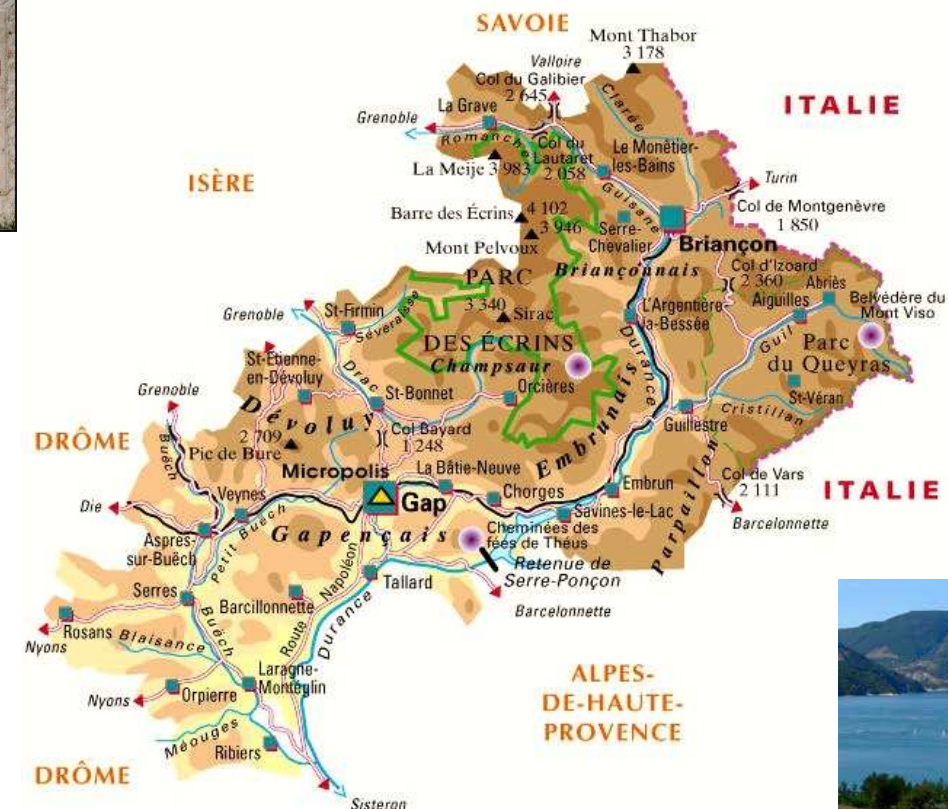 SAVOIE
Mont Thabor
3 178
Valloire
Col du Galibier
2 645
Clarée
ITALIE
La Grave
Grenoble
Romanche
Col du
Lautaret
2 058
Le Monêtier-
les-Bains
La Meije 3 983
Turin
ISÈRE
Guisane
Col de Montgenèvre
1 850
Barre des Écrins
4 102
3 946
Serre-
Chevalier
Mont Pelvoux
Briançon
Briançonnais
PARC
Col d'Izoard
2 360
Abriès
Aiguilles
Belvédère du
Mont Viso
St-Firmin
Grenoble
Séveraisse
3 340
Sirac
L'Argentière-
la-Bessée
Guil
Parc
du Queyras
DES ÉCRINS
Champsaur
Durance
St-Etienne-
en-Dévoluy
Drac
St-Bonnet
Orcières
St-Véran
Grenoble
Dévoluy
Embrunais
Cristillan
Guillestre
DRÔME
Buëch
2 709
Pic de Bure
Col Bayard
1 248
Micropolis
La Bâtie-Neuve
Parpaillon
Col de Vars
2 111
ITALIE
Veynes
Gap
Chorges
Embrun
Die
Petit Buëch
Gapençais
Savines-le-Lac
Barcelonnette
Aspres-
sur-Buëch
Cheminées des
fées de Théus
Retenue de
Serre-Ponçon
Serres
Napoléon
Tallard
Barcillonnette
Barcelonnette
Rosans
Nyons
Blaisance
Buëch
Route
Durance
Laragne-
Montéglin
ALPES-
DE-HAUTE-
PROVENCE
Nyons
Orpierre
Méouges
Ribiers
DRÔME
Sisteron